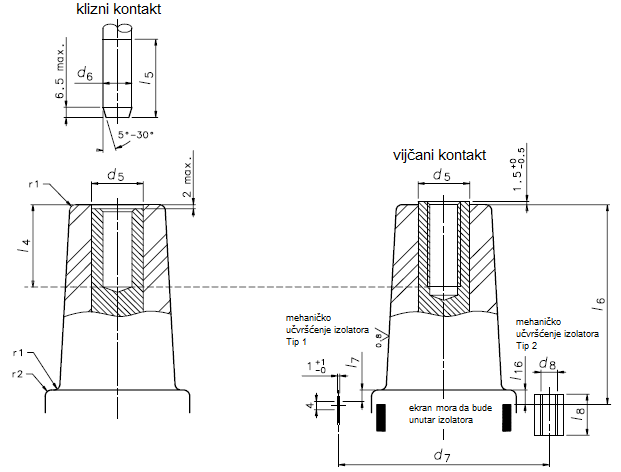 klizni kontakt
6.5 max.
d6
l5
5°-30°
vijčani kontakt
d5
2 max.
r1
l4
d5
1.5 +0 -0.5
l6
mehaničko
učvršćenje izolatora
Tip 1
0.8
mehaničko
učvršćenje izolatora
Tip 2
r1
r2
1 +1 -0
l7
4
l16
d8
l8
ekran mora da bude
unutar izolatora
d7